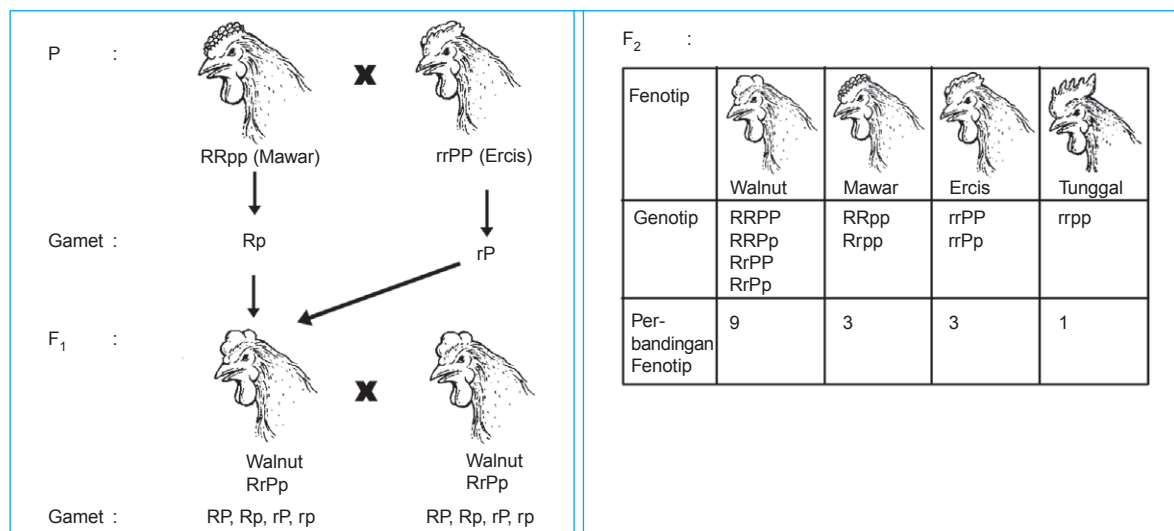 P :
X
RRpp (Mawar) rrPP (Ercis)
Gamet : Rp rP
F₁ :
X
Walnut Walnut
RrPp RrPp
Gamet : RP, Rp, rP, rp RP, Rp, rP, rp
F₂ :
Fenotip
Walnut Mawar Ercis Tunggal
Genotip RRPP RRpp rrPP rrpp
RRPp Rrpp rrPp
RrPP
RrPp
Per- 9 3 3 1
bandingan
Fenotip